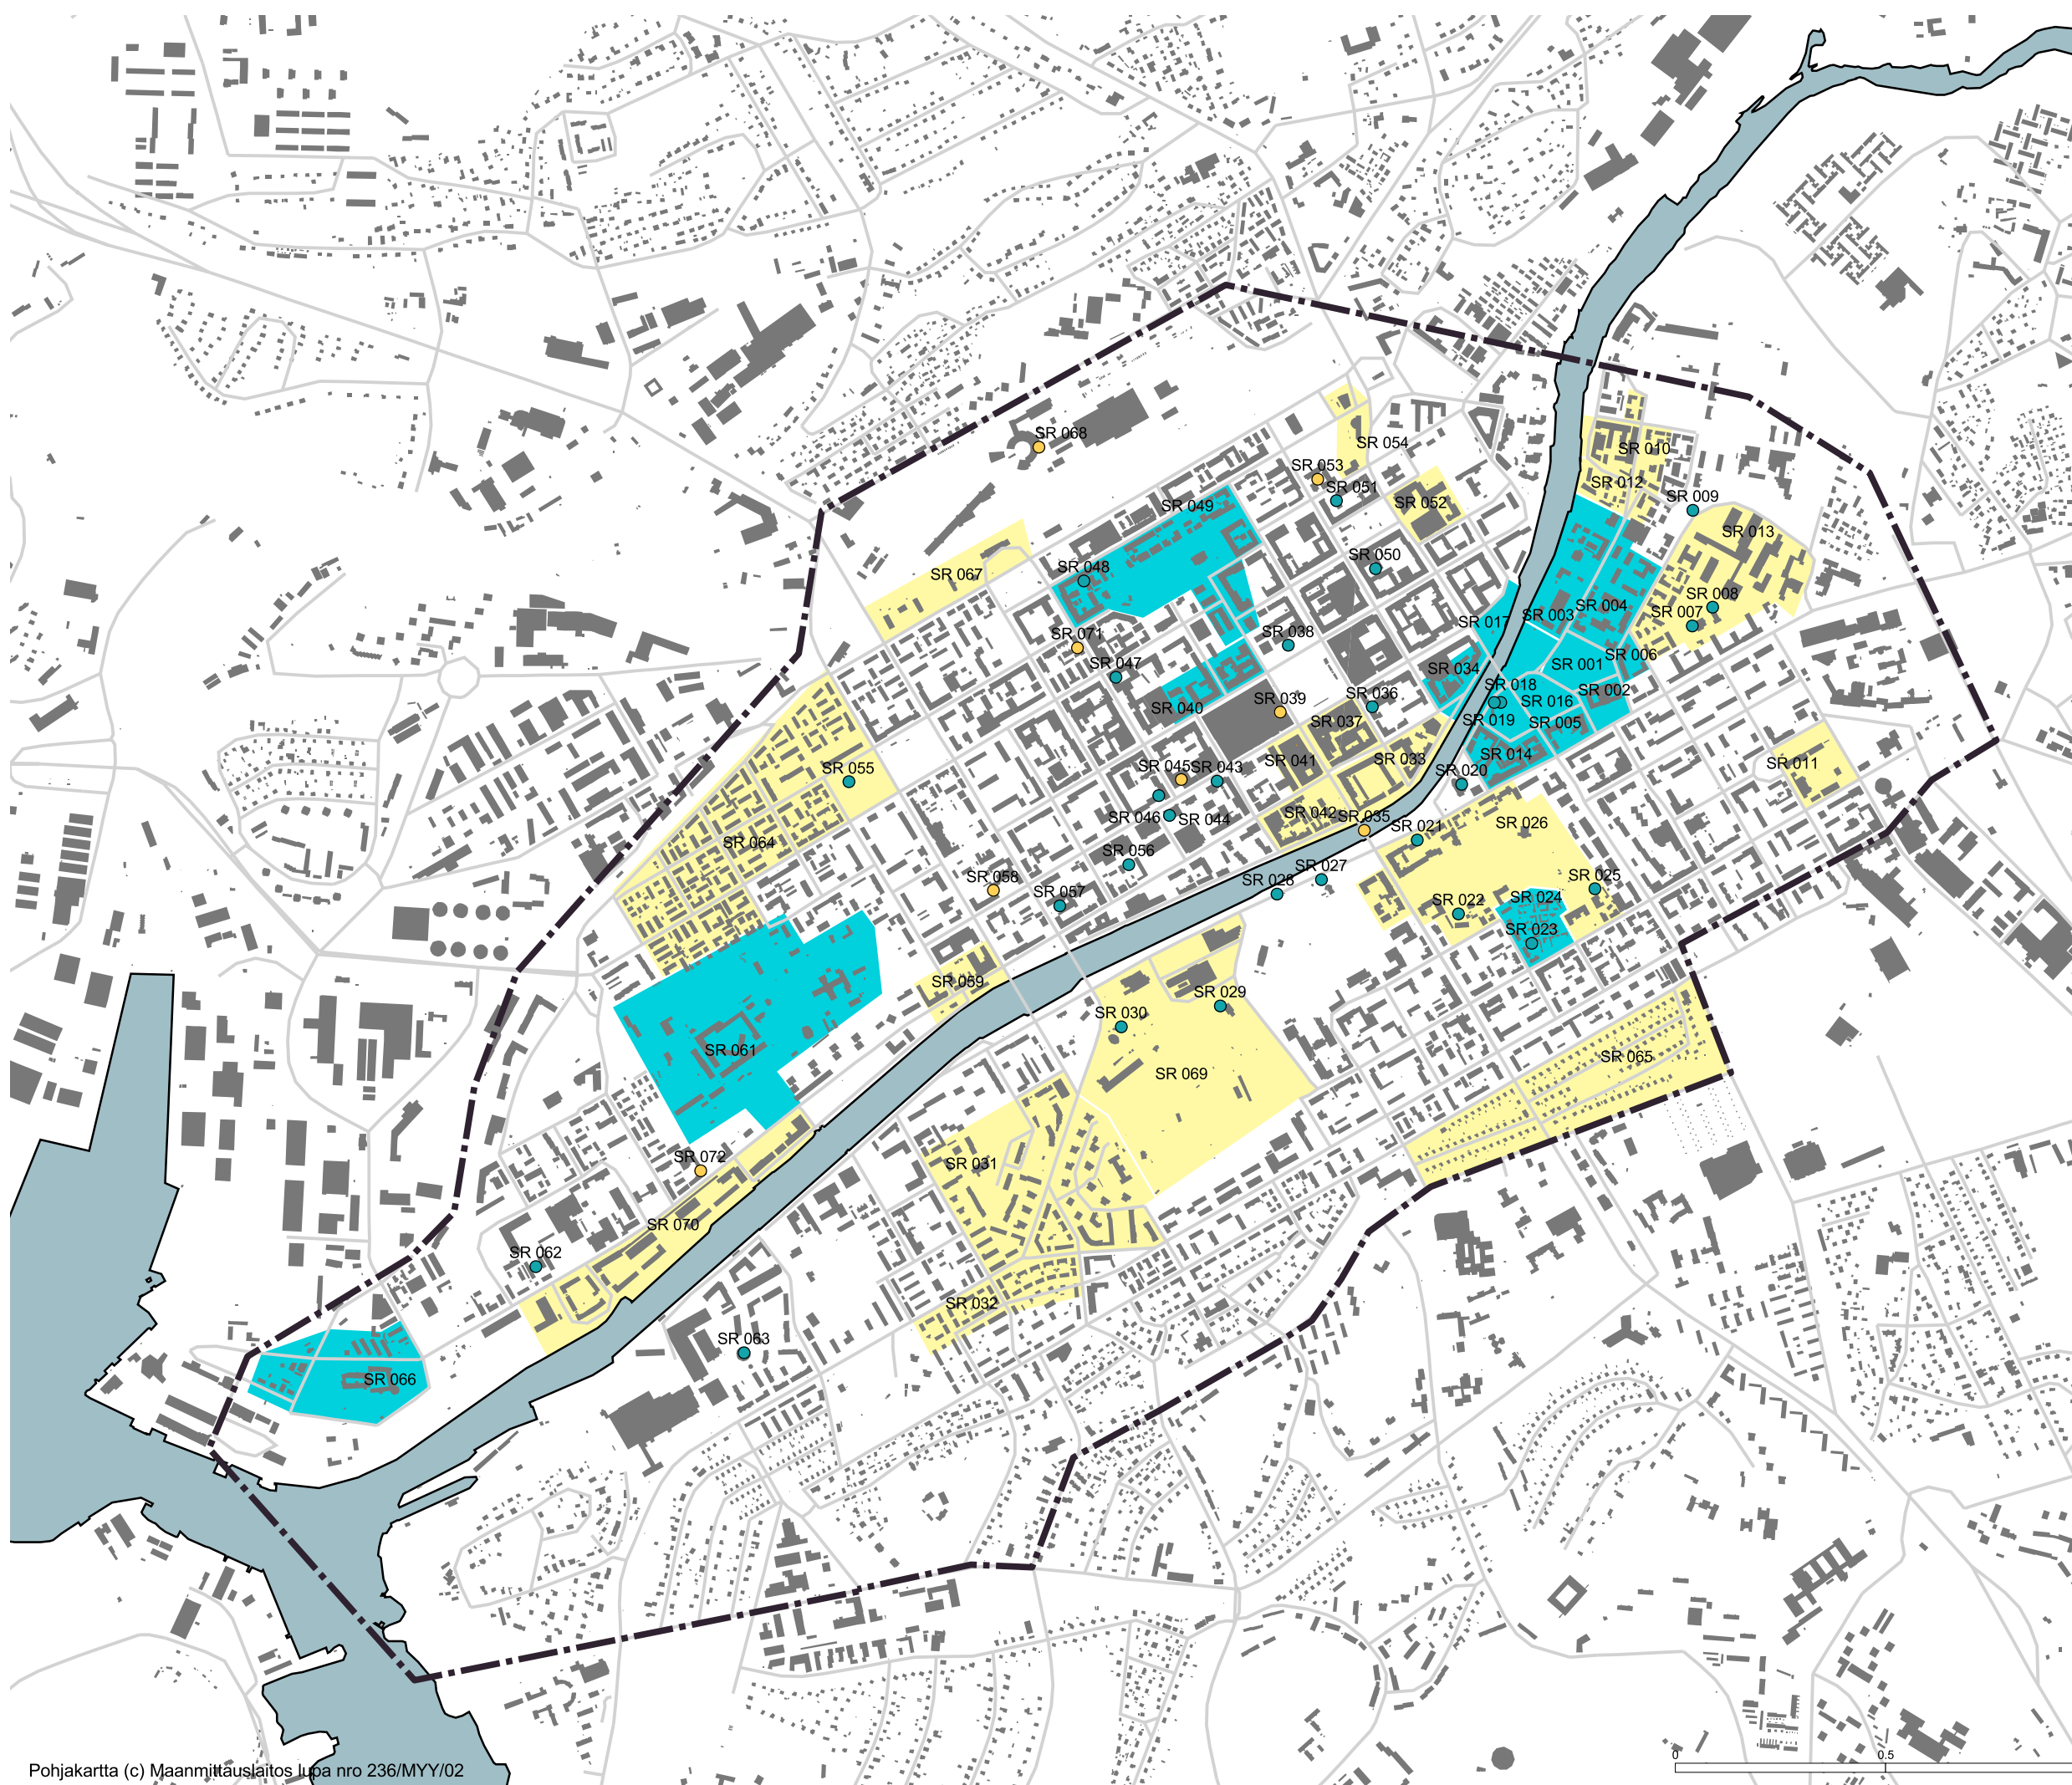 SR 068
SR 054
SR 010
SR 053
SR 051
SR 012
SR 009
SR 049
SR 052
SR 013
SR 050
SR 048
SR 067
SR 008
SR 004
SR 007
SR 003
SR 017
SR 071
SR 038
SR 006
SR 047
SR 001
SR 034
SR 018
SR 002
SR 036
SR 039
SR 016
SR 040
SR 037
SR 019
SR 005
SR 014
SR 033
SR 041
SR 011
SR 045
SR 043
SR 055
SR 020
SR 042
SR 035
SR 046
SR 044
SR 026
SR 021
SR 064
SR 056
SR 027
SR 058
SR 028
SR 025
SR 057
SR 024
SR 022
SR 023
SR 059
SR 029
SR 030
SR 061
SR 065
SR 069
SR 072
SR 031
SR 070
SR 062
SR 032
SR 063
SR 066
0 0.5
Pohjakartta (c) Maanmittauslaitos lupa nro 236/MYY/02